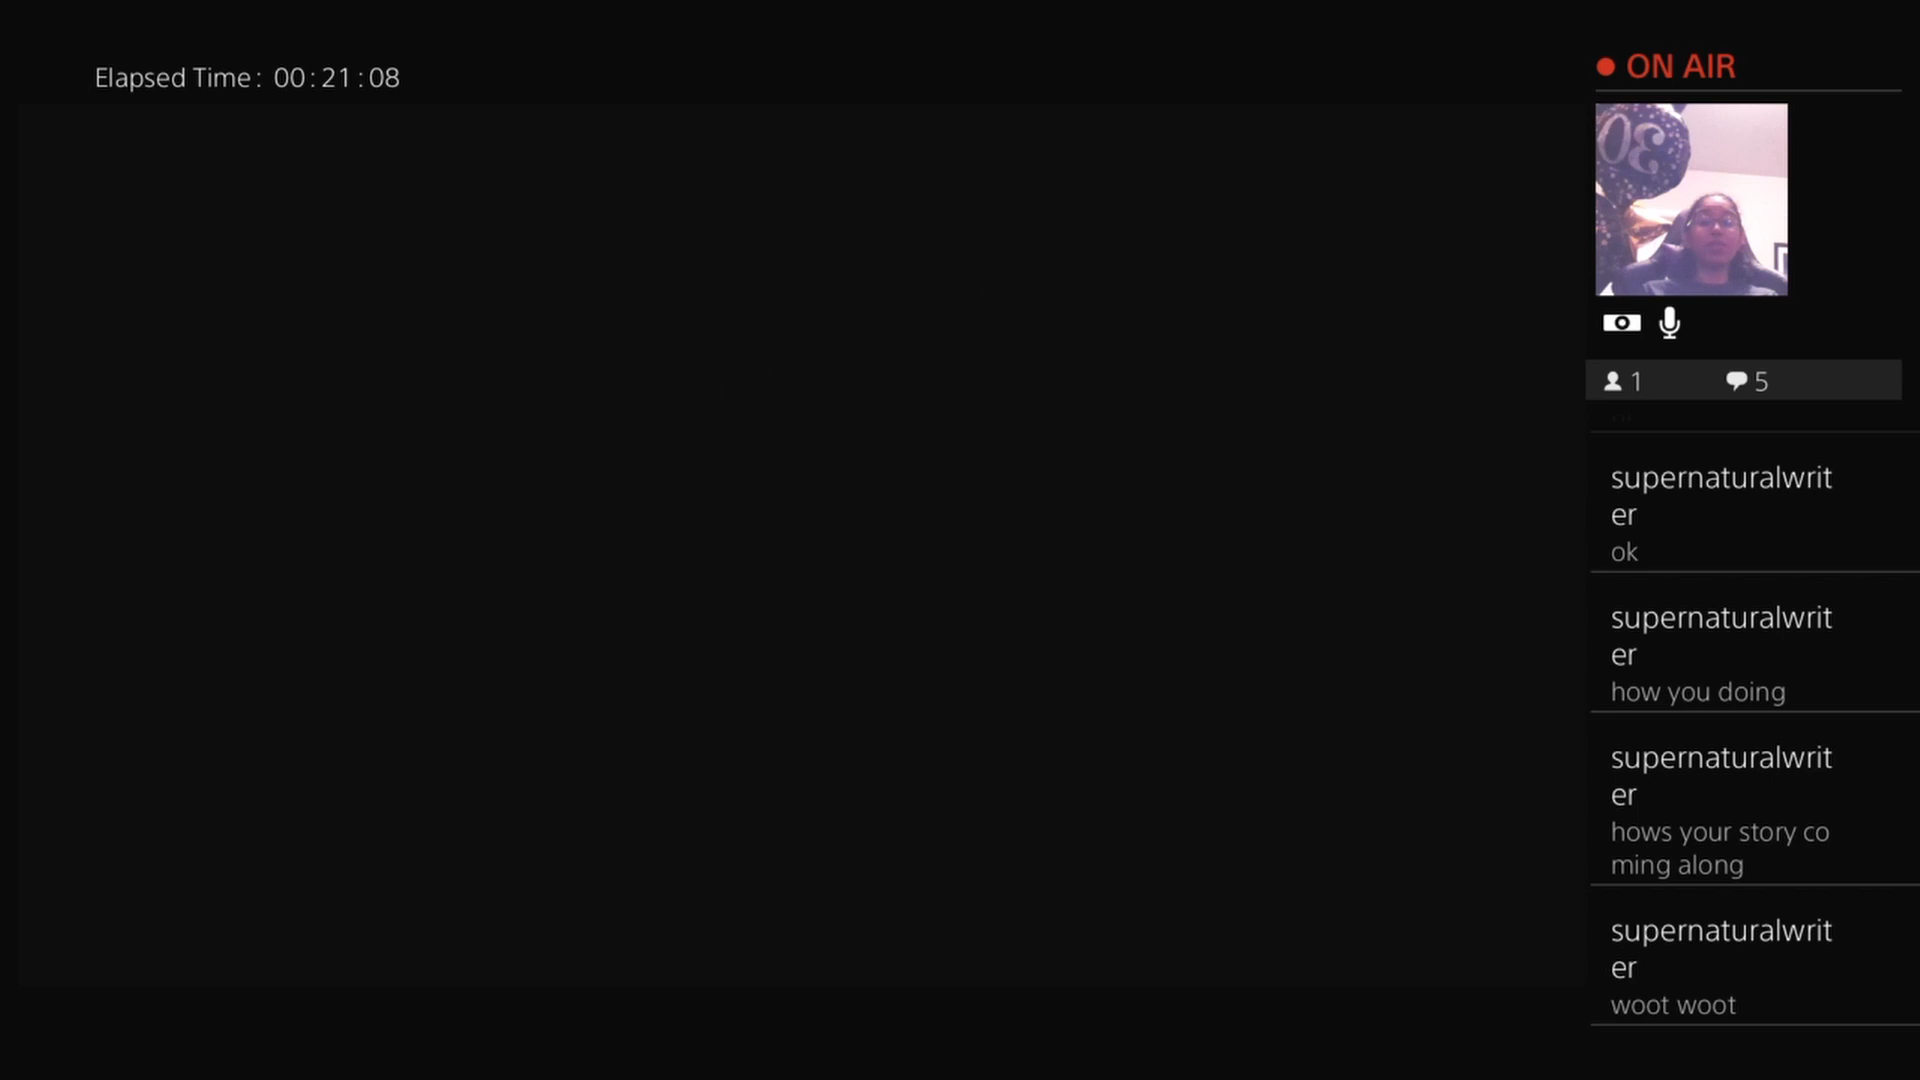 Elapsed Time: 00:21:08
ON AIR
30
1 5
...
supernaturalwrit
er
ok
supernaturalwrit
er
how you doing
supernaturalwrit
er
hows your story co
ming along
supernaturalwrit
er
woot woot